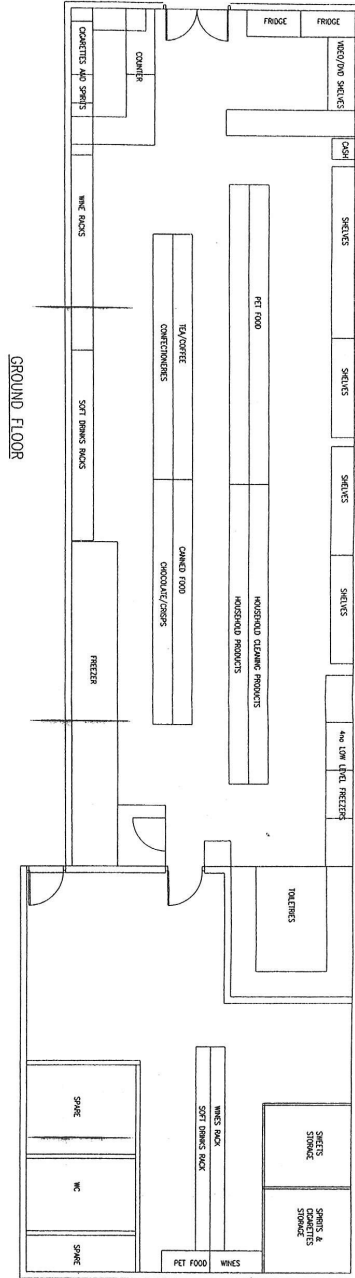 FRIDGE
FRIDGE
VIDEO/DVD SHELVES
CASH
SHELVES
SHELVES
SHELVES
SHELVES
4no LOW LEVEL FREEZERS
CIGARETTES AND SPIRITS
COUNTER
WINE RACKS
SOFT DRINKS RACKS
FREEZER
PET FOOD
HOUSEHOLD CLEANING PRODUCTS
HOUSEHOLD PRODUCTS
TEA/COFFEE
CONFECTIONERIES
CANNED FOOD
CHOCOLATE/CRISPS
TOILETRIES
WINES RACK
SOFT DRINKS RACK
SWEETS
STORAGE
SPIRITS &
CIGARETTES
STORAGE
PET FOOD
WINES
SPARE
WC
SPARE
GROUND FLOOR